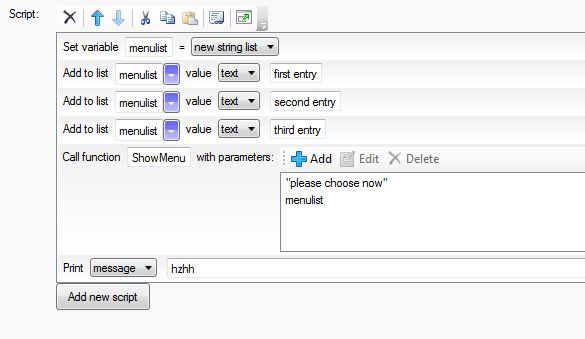 Script:
Set variable menulist = new string list
Add to list menulist value text first entry
Add to list menulist value text second entry
Add to list menulist value text third entry
Call function ShowMenu with parameters: Add Edit Delete
"please choose now"
menulist
Print message hzhh
Add new script